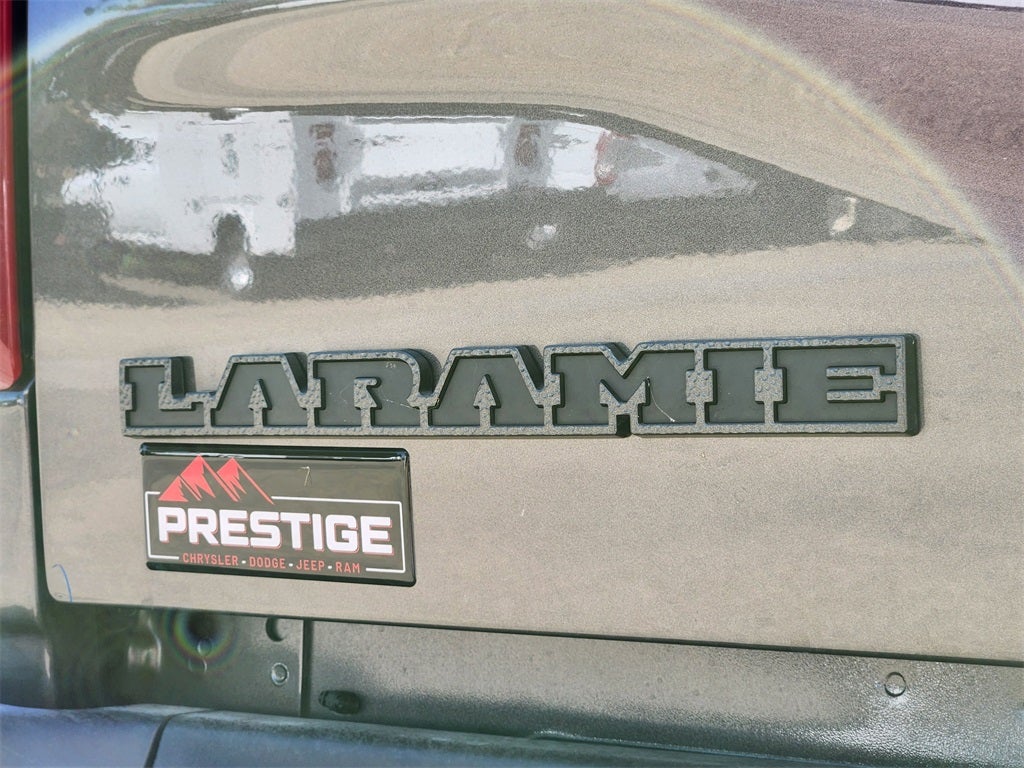 LARAMIE
PRESTIGE
CHRYSLER • DODGE • JEEP • RAM